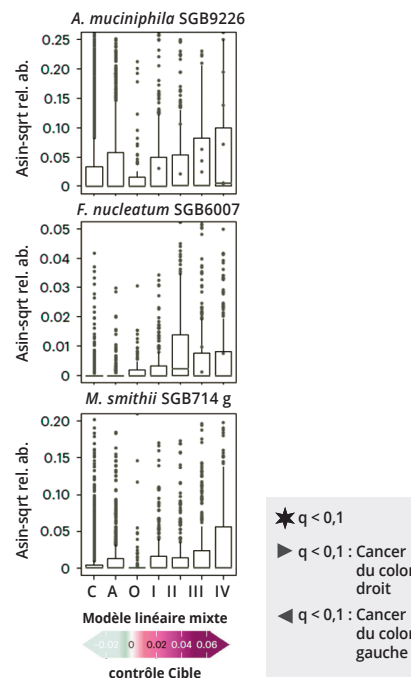 A. muciniphila SGB9226
Asin-sqrt rel. ab.
0.25
0.20
0.15
0.10
0.05
0
F. nucleatum SGB6007
Asin-sqrt rel. ab.
0.05
0.04
0.03
0.02
0.01
0
M. smithii SGB714 g
Asin-sqrt rel. ab.
0.20
0.15
0.10
0.05
0
C A O I II III IV
Modèle linéaire mixte
-0.02 0 0.02 0.04 0.06
contrôle Cible
q < 0,1
q < 0,1 : Cancer
du color
droit
q < 0,1 : Cancer
du color
gauche